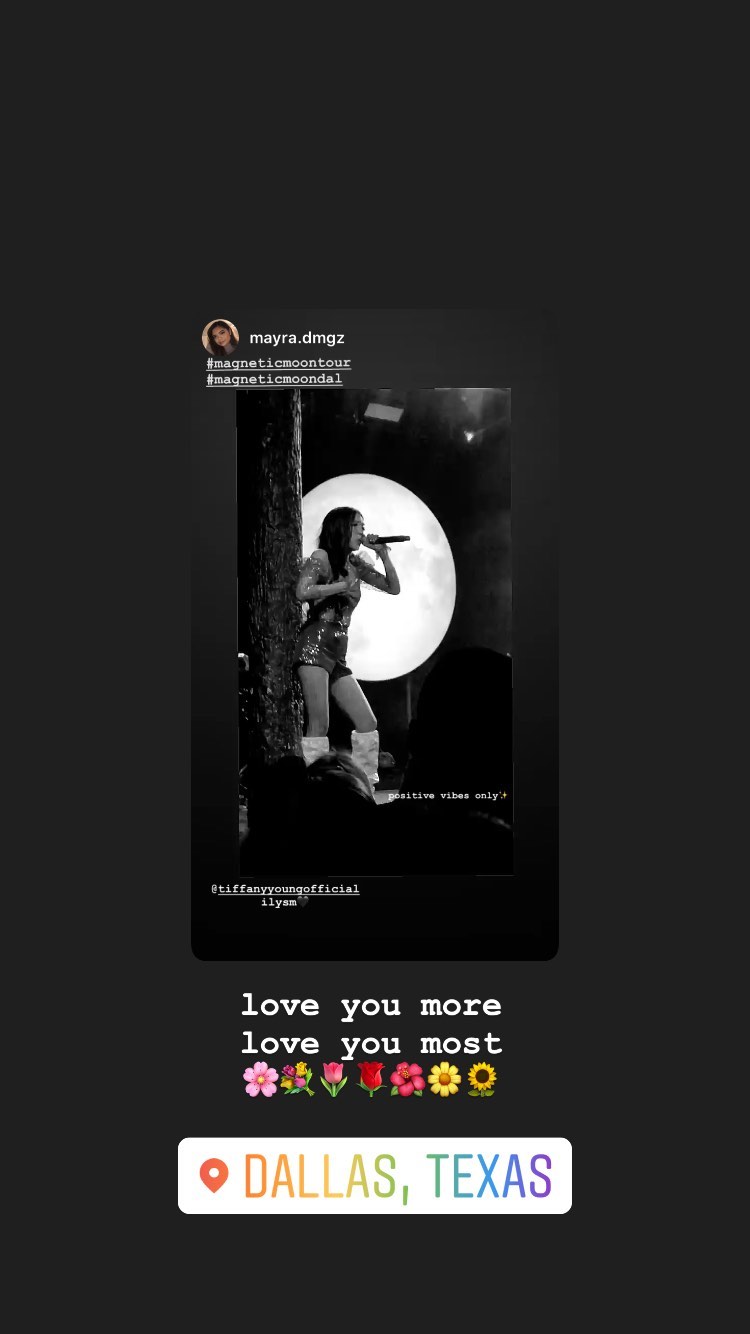 mayra.dmgz
#magneticmoontour
#magneticmoondal
positive vibes only✨
@tiffanyyoungofficial
ilysm🖤
love you more
love you most
🌸💐🌷🌹🌺🌼🌻
DALLAS, TEXAS